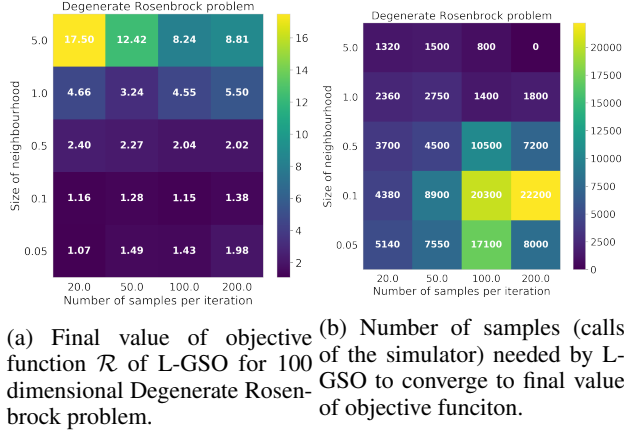 Degenerate Rosenbrock problem
5.0 17.50 12.42 8.24 8.81
1.0 4.66 3.24 4.55 5.50
0.5 2.40 2.27 2.04 2.02
0.1 1.16 1.28 1.15 1.38
0.05 1.07 1.49 1.43 1.98
20.0 50.0 100.0 200.0
Number of samples per iteration
Size of neighbourhood
16
14
12
10
8
6
4
2
(a) Final value of objective
function R of L-GSO for 100
dimensional Degenerate Rosen-
brock problem.
Degenerate Rosenbrock problem
5.0 1320 1500 800 0
1.0 2360 2750 1400 1800
0.5 3700 4500 10500 7200
0.1 4380 8900 20300 22200
0.05 5140 7550 17100 8000
20.0 50.0 100.0 200.0
Number of samples per iteration
Size of neighbourhood
20000
17500
15000
12500
10000
7500
5000
2500
0
(b) Number of samples (calls
of the simulator) needed by L-
GSO to converge to final value
of objective funciton.